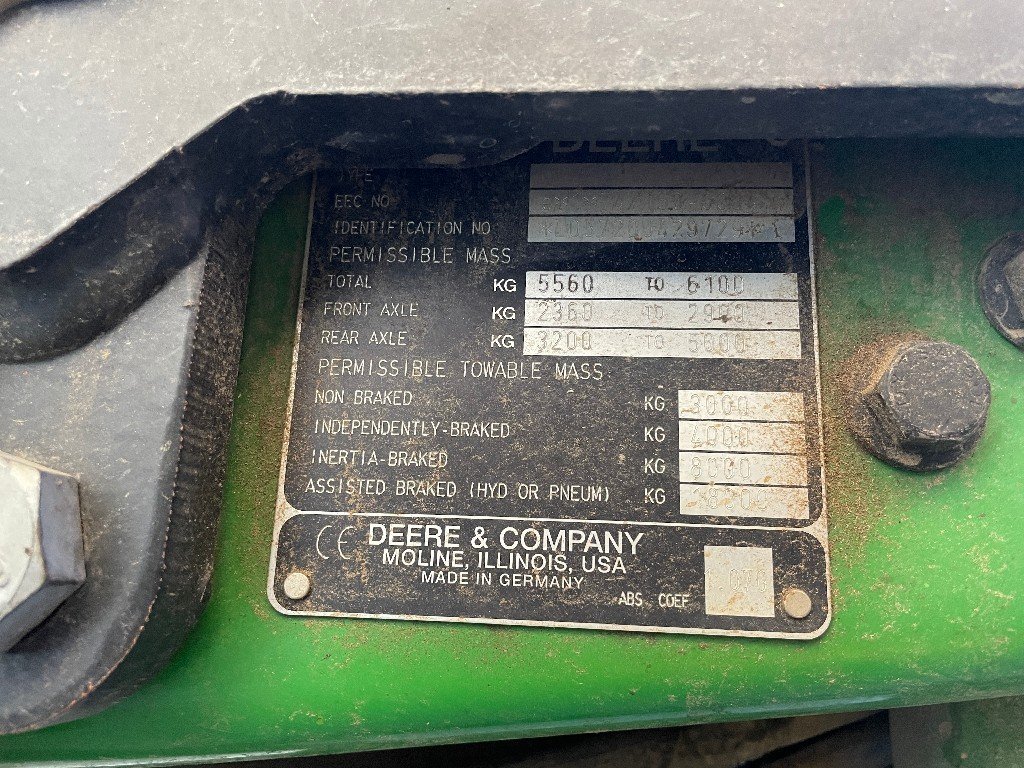 DEERE
EEC NO
IDENTIFICATION NO
PERMISSIBLE MASS
TOTAL KG 5560 TO 6100
FRONT AXLE KG 2360 TO
REAR AXLE KG 3200 TO 5000
PERMISSIBLE TOWABLE MASS
NON BRAKED KG 3000
INDEPENDENTLY-BRAKED KG 4000
INERTIA-BRAKED KG 8000
ASSISTED BRAKED (HYD OR PNEUM) KG
CE DEERE & COMPANY
MOLINE, ILLINOIS, USA
MADE IN GERMANY
ABS COEF